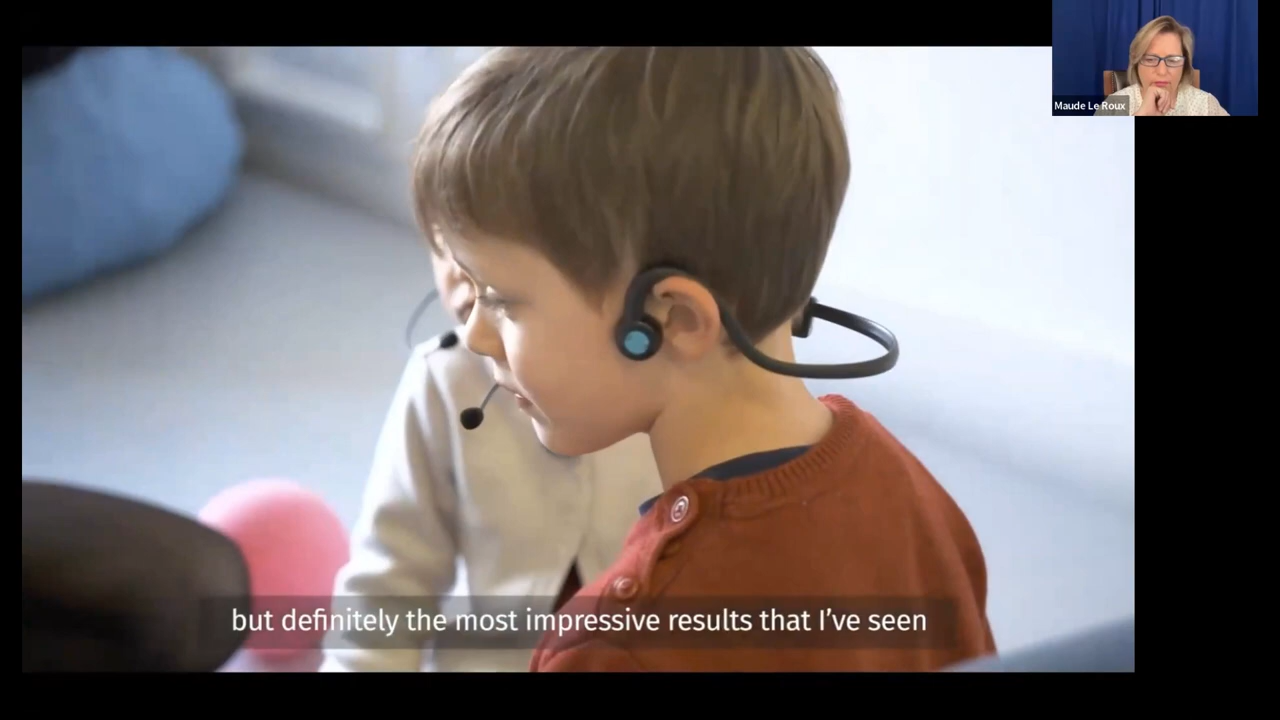 Maude Le Roux
but definitely the most impressive results that I've seen